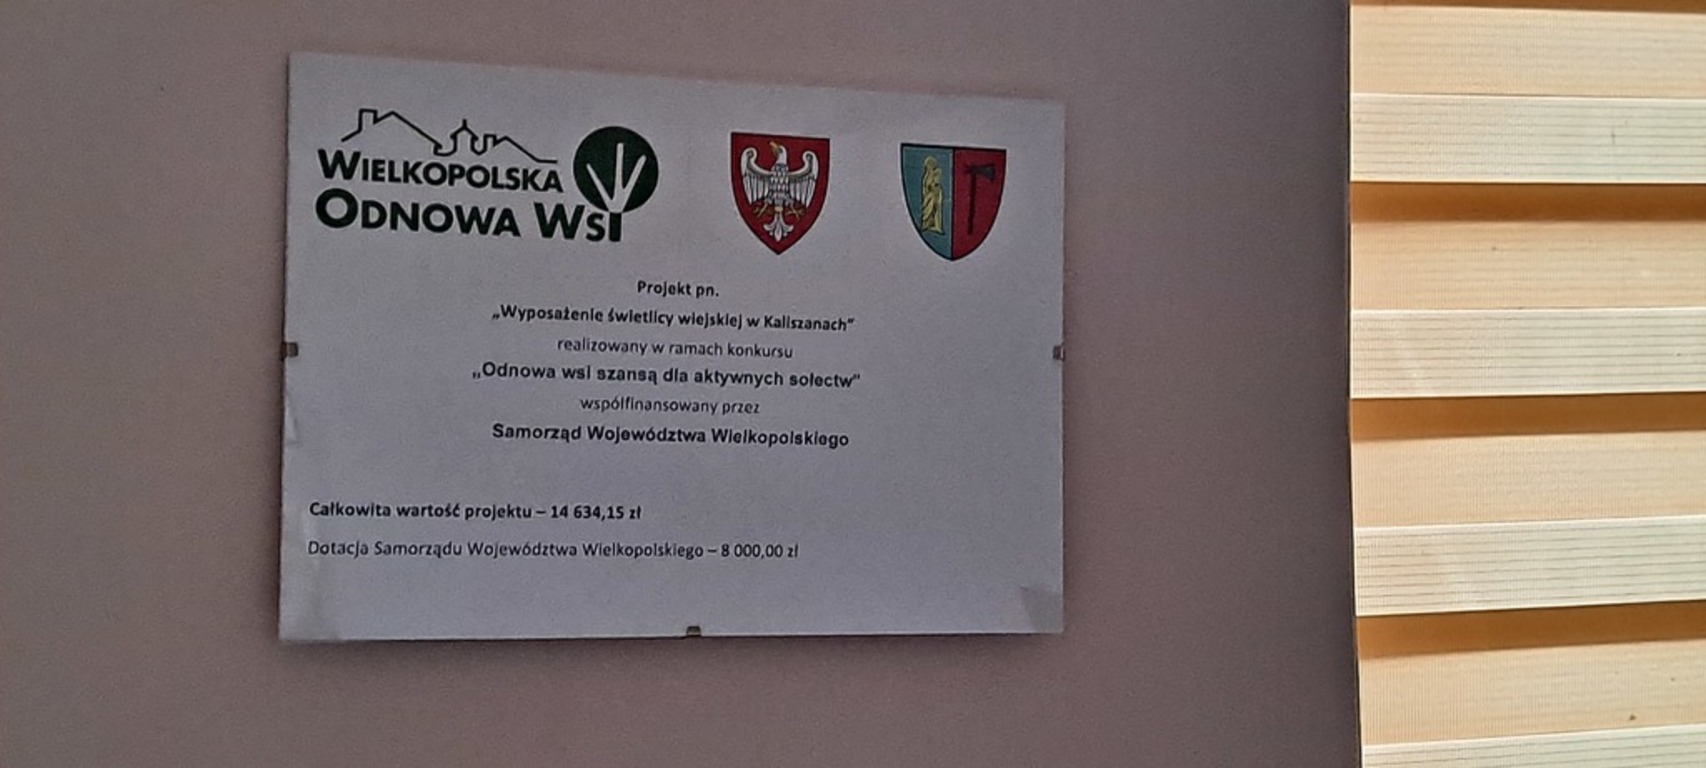 WIELKOPOLSKA
ODNOWA WSI
Projekt pn.
„Wyposażenie świetlicy wiejskiej w Kaliszanach”
realizowany w ramach konkursu
„Odnowa wsi szansą dla aktywnych sołectw”
współfinansowany przez
Samorząd Województwa Wielkopolskiego
Całkowita wartość projektu – 14 634,15 zł
Dotacja Samorządu Województwa Wielkopolskiego – 8 000,00 zł